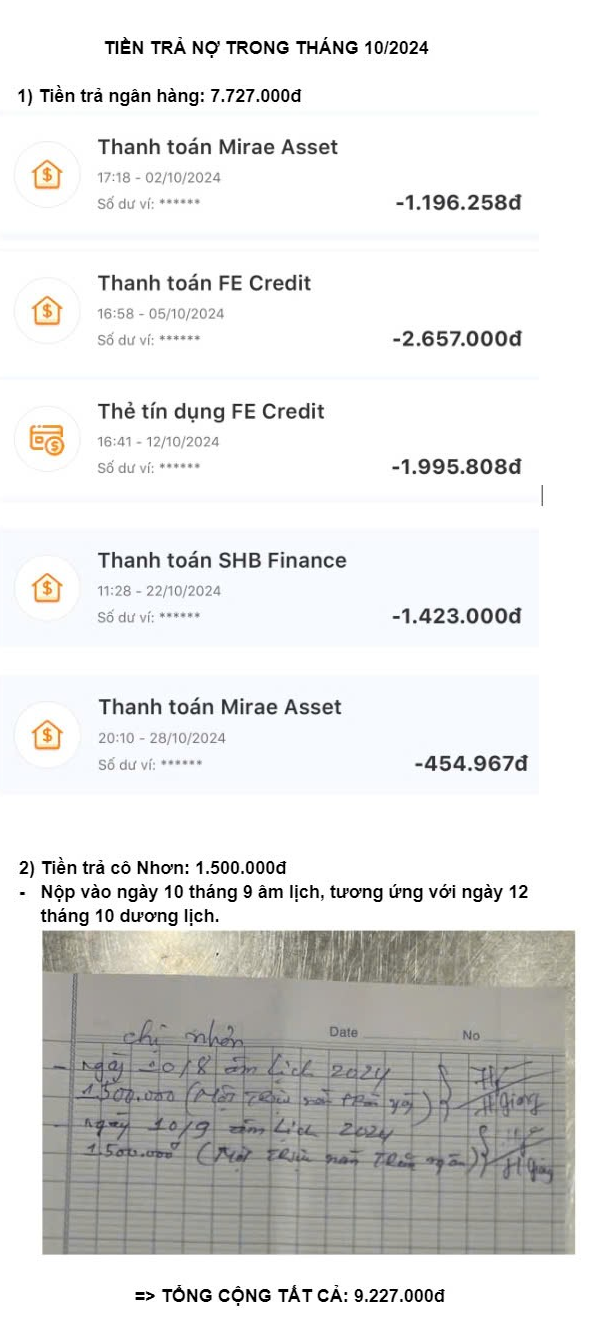 TIỀN TRẢ NỢ TRONG THÁNG 10/2024
1) Tiền trả ngân hàng: 7.727.000đ
Thanh toán Mirae Asset
17:18 - 02/10/2024
Số dư ví: ******
-1.196.258đ
Thanh toán FE Credit
16:58 - 05/10/2024
Số dư ví: ******
-2.657.000đ
Thẻ tín dụng FE Credit
16:41 - 12/10/2024
Số dư ví: ******
-1.995.808đ
Thanh toán SHB Finance
11:28 - 22/10/2024
Số dư ví: ******
-1.423.000đ
Thanh toán Mirae Asset
20:10 - 28/10/2024
Số dư ví: ******
-454.967đ
2) Tiền trả cô Nhơn: 1.500.000đ
- Nộp vào ngày 10 tháng 9 âm lịch, tương ứng với ngày 12
tháng 10 dương lịch.
chị nhơn Date No
- ngày 10/8 âm lịch 2024
1.500.000 (Một triệu năm trăm
- ngày 10/9 âm lịch 2024
1.500.000 (Một triệu năm trăm ngàn)
=> TỔNG CỘNG TẤT CẢ: 9.227.000đ